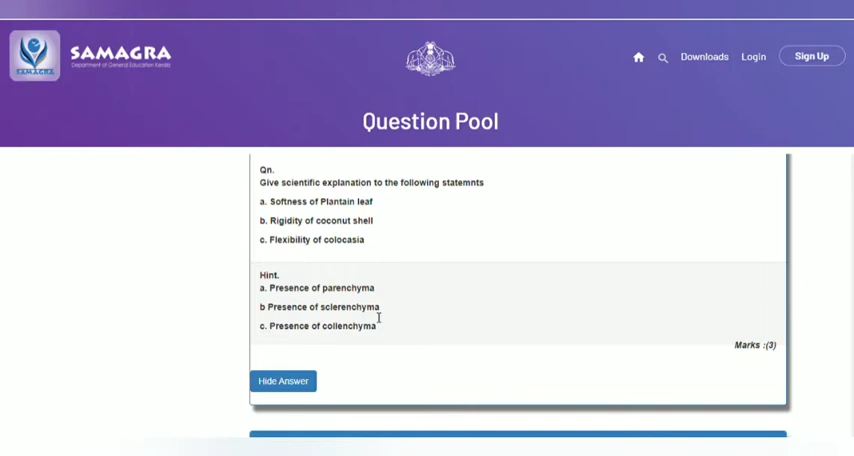 SAMAGRA
Department of General Education Kerala
SAMAGRA
Downloads
Login
Sign Up
Question Pool
Qn.
Give scientific explanation to the following statemnts
a. Softness of Plantain leaf
b. Rigidity of coconut shell
c. Flexibility of colocasia
Hint.
a. Presence of parenchyma
b Presence of sclerenchyma
c. Presence of collenchyma
Marks :(3)
Hide Answer